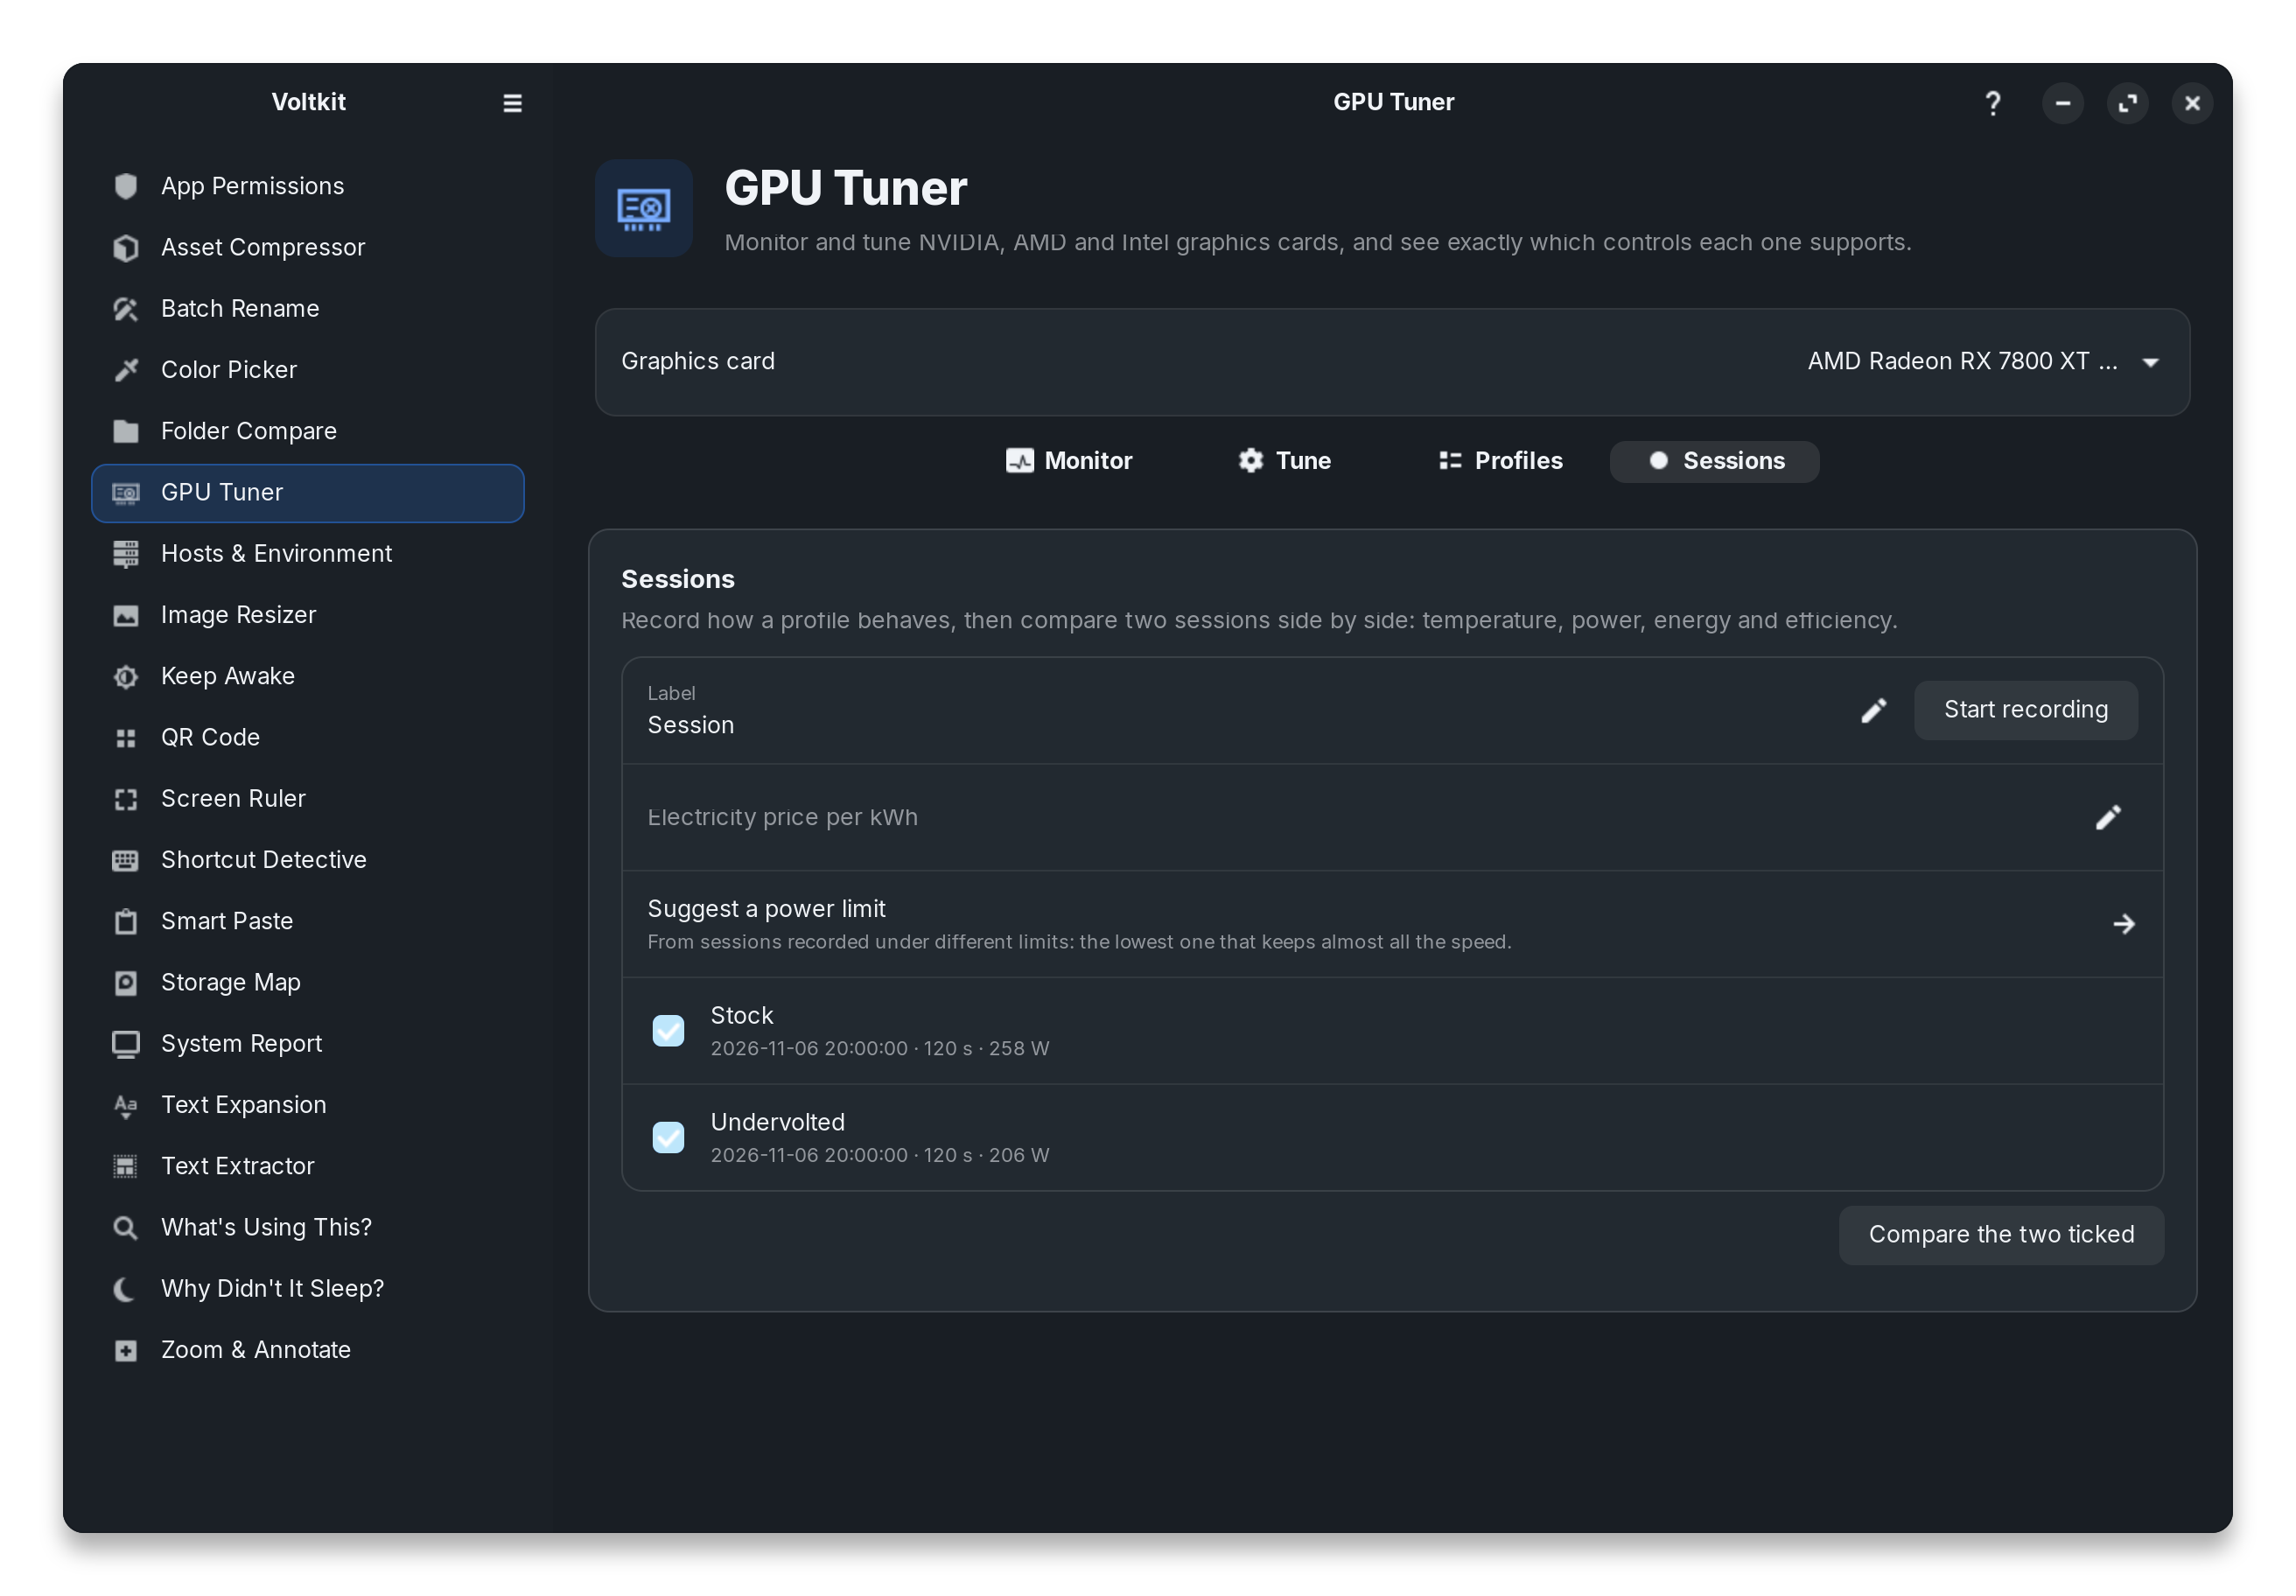 Voltkit
GPU Tuner
?
App Permissions
Asset Compressor
Batch Rename
Color Picker
Folder Compare
GPU Tuner
Hosts & Environment
Image Resizer
Keep Awake
QR Code
Screen Ruler
Shortcut Detective
Smart Paste
Storage Map
System Report
Text Expansion
Text Extractor
What's Using This?
Why Didn't It Sleep?
Zoom & Annotate
GPU Tuner
Monitor and tune NVIDIA, AMD and Intel graphics cards, and see exactly which controls each one supports.
Graphics card
AMD Radeon RX 7800 XT ...
Monitor
Tune
Profiles
Sessions
Sessions
Record how a profile behaves, then compare two sessions side by side: temperature, power, energy and efficiency.
Label
Session
Start recording
Electricity price per kWh
Suggest a power limit
From sessions recorded under different limits: the lowest one that keeps almost all the speed.
Stock
2026-11-06 20:00:00 · 120 s · 258 W
Undervolted
2026-11-06 20:00:00 · 120 s · 206 W
Compare the two ticked